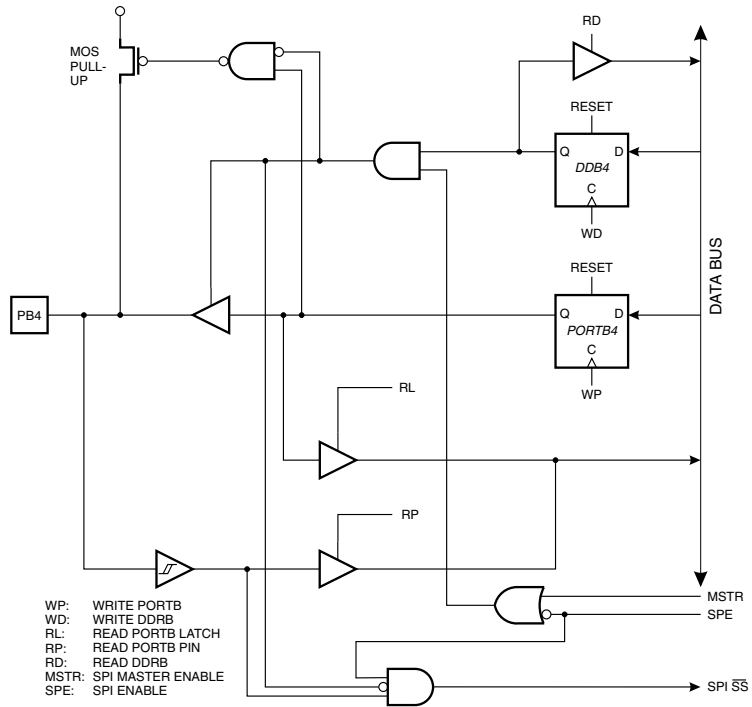 RD
MOS
PULL-
UP
RESET
Q D
DDB4
C
WD
RESET
DATA BUS
PB4
Q D
PORTB4
C
WP
RL
RP
WP: WRITE PORTB
WD: WRITE DDRB
RL: READ PORTB LATCH
RP: READ PORTB PIN
RD: READ DDRB
MSTR: SPI MASTER ENABLE
SPE: SPI ENABLE
MSTR
SPE
SPI S̅S̅